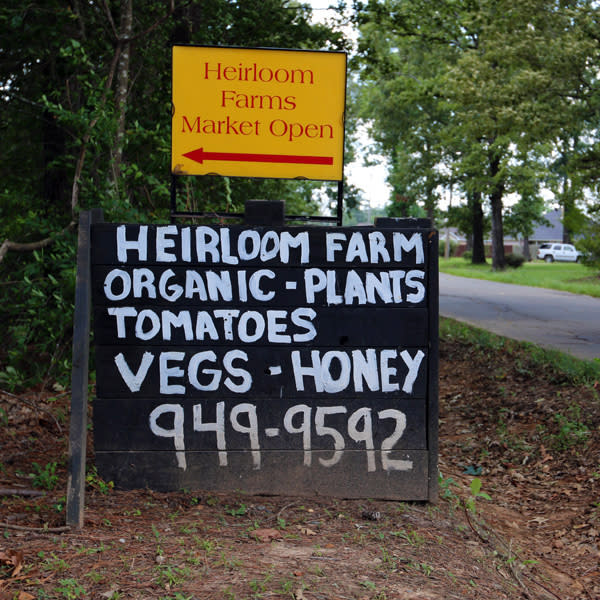 Heirloom
Farms
Market Open
HEIRLOOM FARM
ORGANIC - PLANTS
TOMATOES
VEGS - HONEY
949-9592